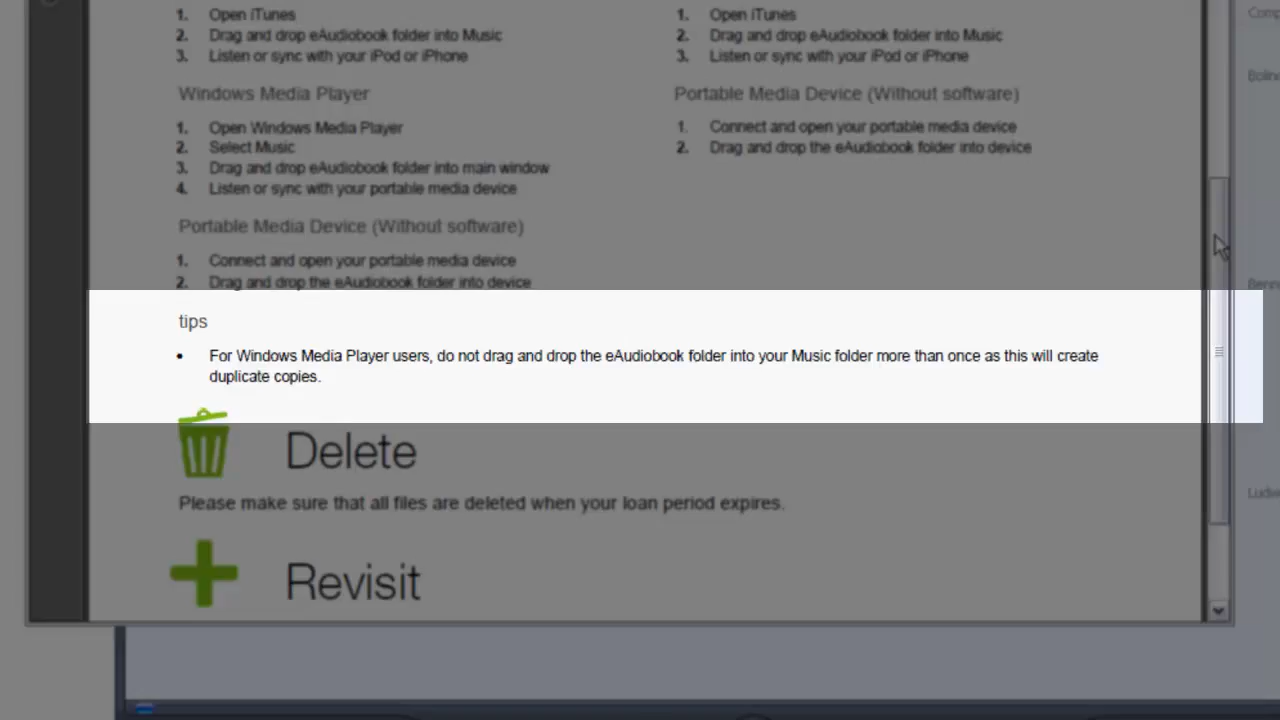 1. Open iTunes
2. Drag and drop eAudiobook folder into Music
3. Listen or sync with your iPod or iPhone
Windows Media Player
1. Open Windows Media Player
2. Select Music
3. Drag and drop eAudiobook folder into main window
4. Listen or sync with your portable media device
Portable Media Device (Without software)
1. Connect and open your portable media device
2. Drag and drop the eAudiobook folder into device
1. Open iTunes
2. Drag and drop eAudiobook folder into Music
3. Listen or sync with your iPod or iPhone
Portable Media Device (Without software)
1. Connect and open your portable media device
2. Drag and drop the eAudiobook folder into device
tips
• For Windows Media Player users, do not drag and drop the eAudiobook folder into your Music folder more than once as this will create
duplicate copies.
Delete
Please make sure that all files are deleted when your loan period expires.
Revisit